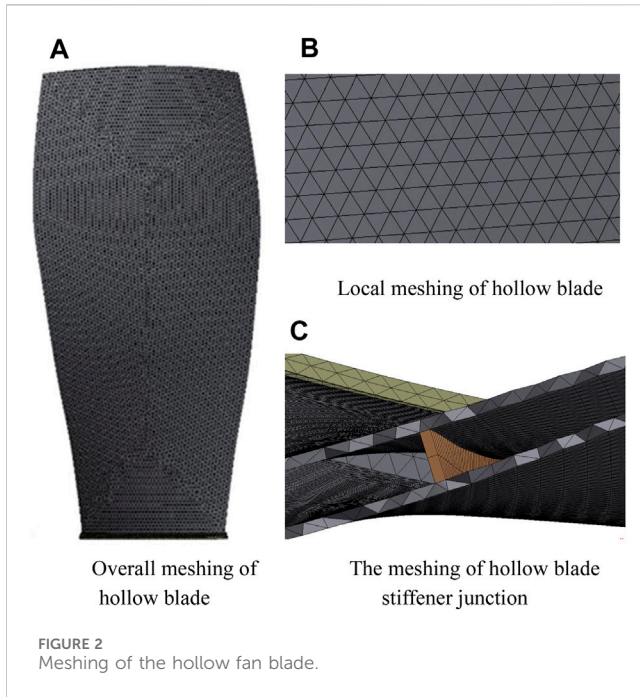 A
B
Local meshing of hollow blade
C
Overall meshing of
hollow blade
The meshing of hollow blade
stiffener junction
FIGURE 2
Meshing of the hollow fan blade.